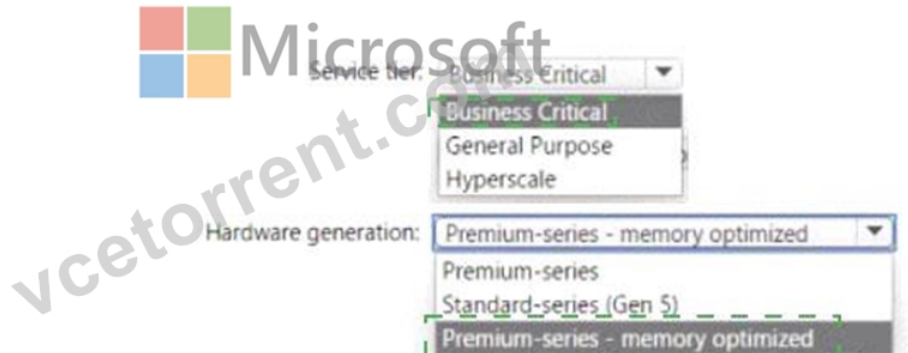 Microsoft
Service tier: Business Critical
Business Critical
General Purpose
Hyperscale
Hardware generation: Premium-series - memory optimized
Premium-series
Standard-series (Gen 5)
Premium-series - memory optimized
vcetorrent.com